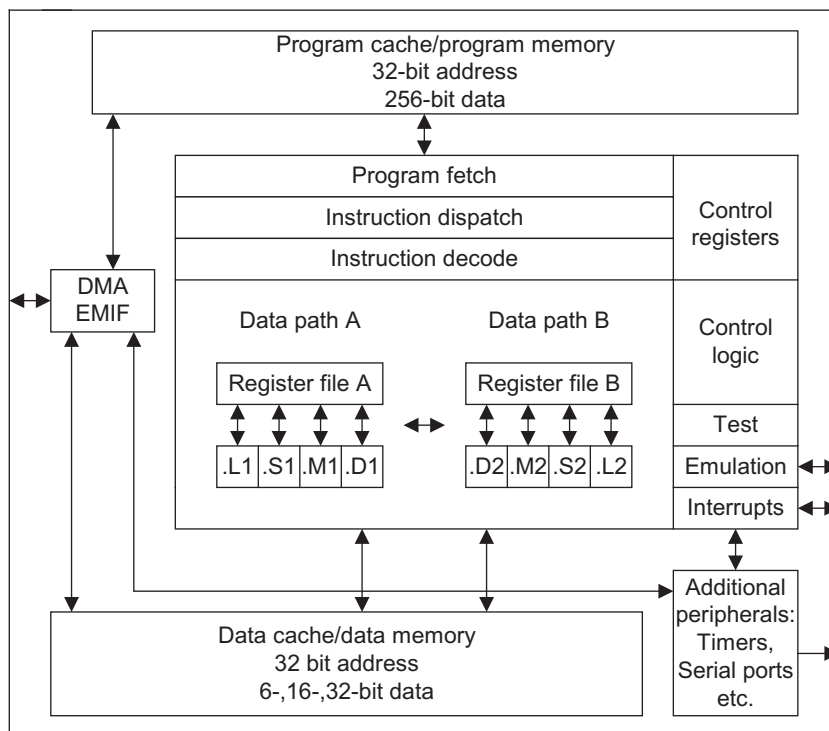 Program cache/program memory
32-bit address
256-bit data
Program fetch
Instruction dispatch
Instruction decode
Control
registers
DMA
EMIF
Data path A
Data path B
Control
logic
Register file A
Register file B
Test
.L1 .S1 .M1 .D1
.D2 .M2 .S2 .L2
Emulation
Interrupts
Data cache/data memory
32 bit address
6-,16-,32-bit data
Additional
peripherals:
Timers,
Serial ports
etc.